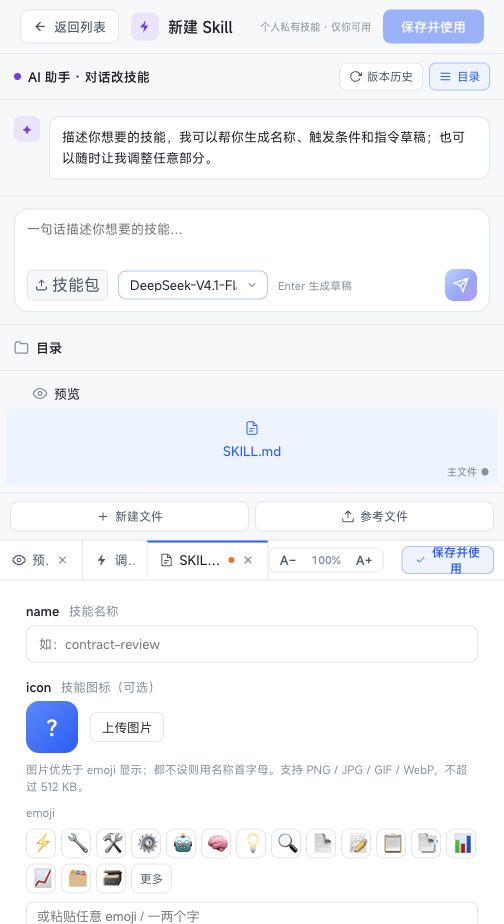 返回列表
新建 Skill
个人私有技能 · 仅你可用
保存并使用
AI 助手 · 对话改技能
版本历史
目录
描述你想要的技能，我可以帮你生成名称、触发条件和指令草稿；也可
以随时让我调整任意部分。
一句话描述你想要的技能...
技能包
DeepSeek-V4.1-Fl
Enter 生成草稿
目录
预览
SKILL.md
主文件
新建文件
参考文件
预.
调..
SKIL...
A−
100%
A+
保存并使
用
name 技能名称
如：contract-review
icon 技能图标（可选）
?
上传图片
图片优先于 emoji 显示；都不设则用名称首字母。支持 PNG / JPG / GIF / WebP，不超
过 512 KB。
emoji
更多
或粘贴任意 emoji / 一两个字